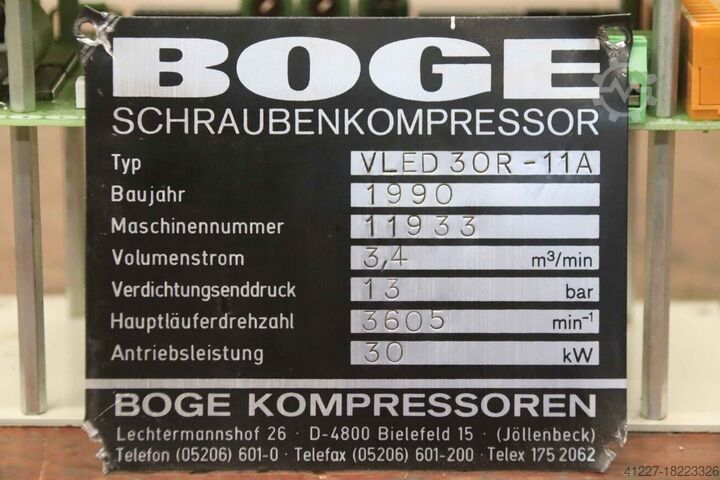 BOGE
SCHRAUBENKOMPRESSOR
Typ VLED 30R-11A
Baujahr 1990
Maschinennummer 11933
Volumenstrom 3,4 m³/min
Verdichtungsenddruck 13 bar
Hauptläuferdrehzahl 3605 min⁻¹
Antriebsleistung 30 kW
BOGE KOMPRESSOREN
Lechtermannshof 26 · D-4800 Bielefeld 15 · (Jöllenbeck)
Telefon (05206) 601-0 · Telefax (05206) 601-200 · Telex 175 2062
41227-18223326